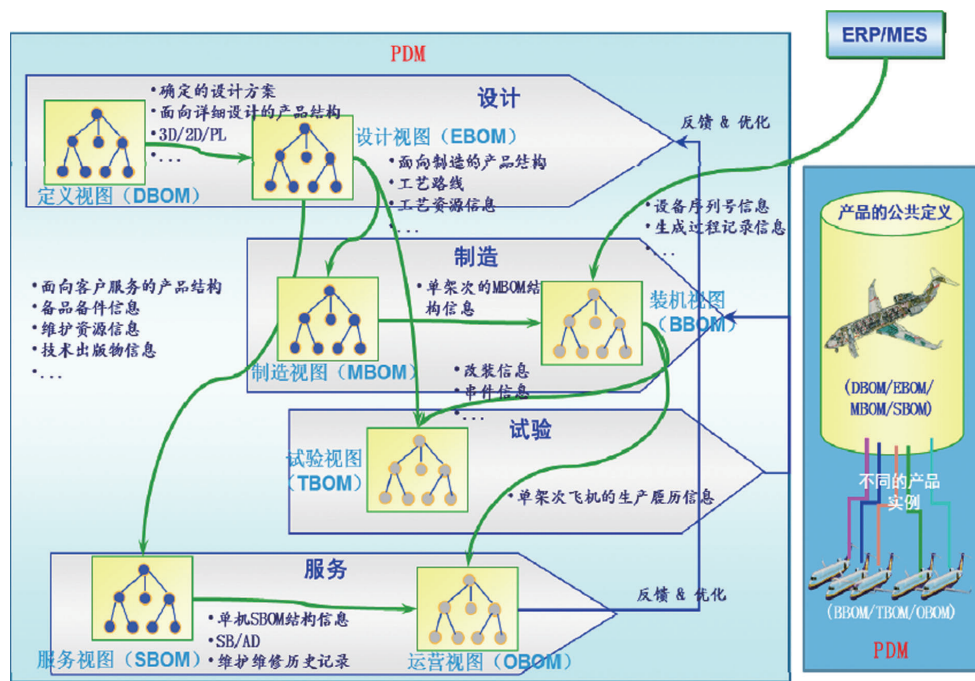 PDM
ERP/MES
设计
• 确定的设计方案
• 面向详细设计的产品结构
• 3D/2D/PL
• ...
定义视图（DBOM）
设计视图（EBOM）
• 面向制造的产品结构
• 工艺路线
• 工艺资源信息
• ...
反馈 & 优化
• 设备序列号信息
• 生成过程记录信息
• ...
制造
• 面向客户服务的产品结构
• 备品备件信息
• 维护资源信息
• 技术出版物信息
• ...
• 单架次的MBOM结
构信息
装机视图
（BBOM）
制造视图（MBOM）
• 改装信息
• 串件信息
• ...
试验
试验视图
（TBOM）
• 单架次飞机的生产履历信息
服务
反馈 & 优化
• 单机SBOM结构信息
• SB/AD
• 维护维修历史记录
服务视图（SBOM）
运营视图（OBOM）
产品的公共定义
(DBOM/EBOM/
MBOM/SBOM)
不同的产品
实例
(BBOM/TBOM/OBOM)
PDM